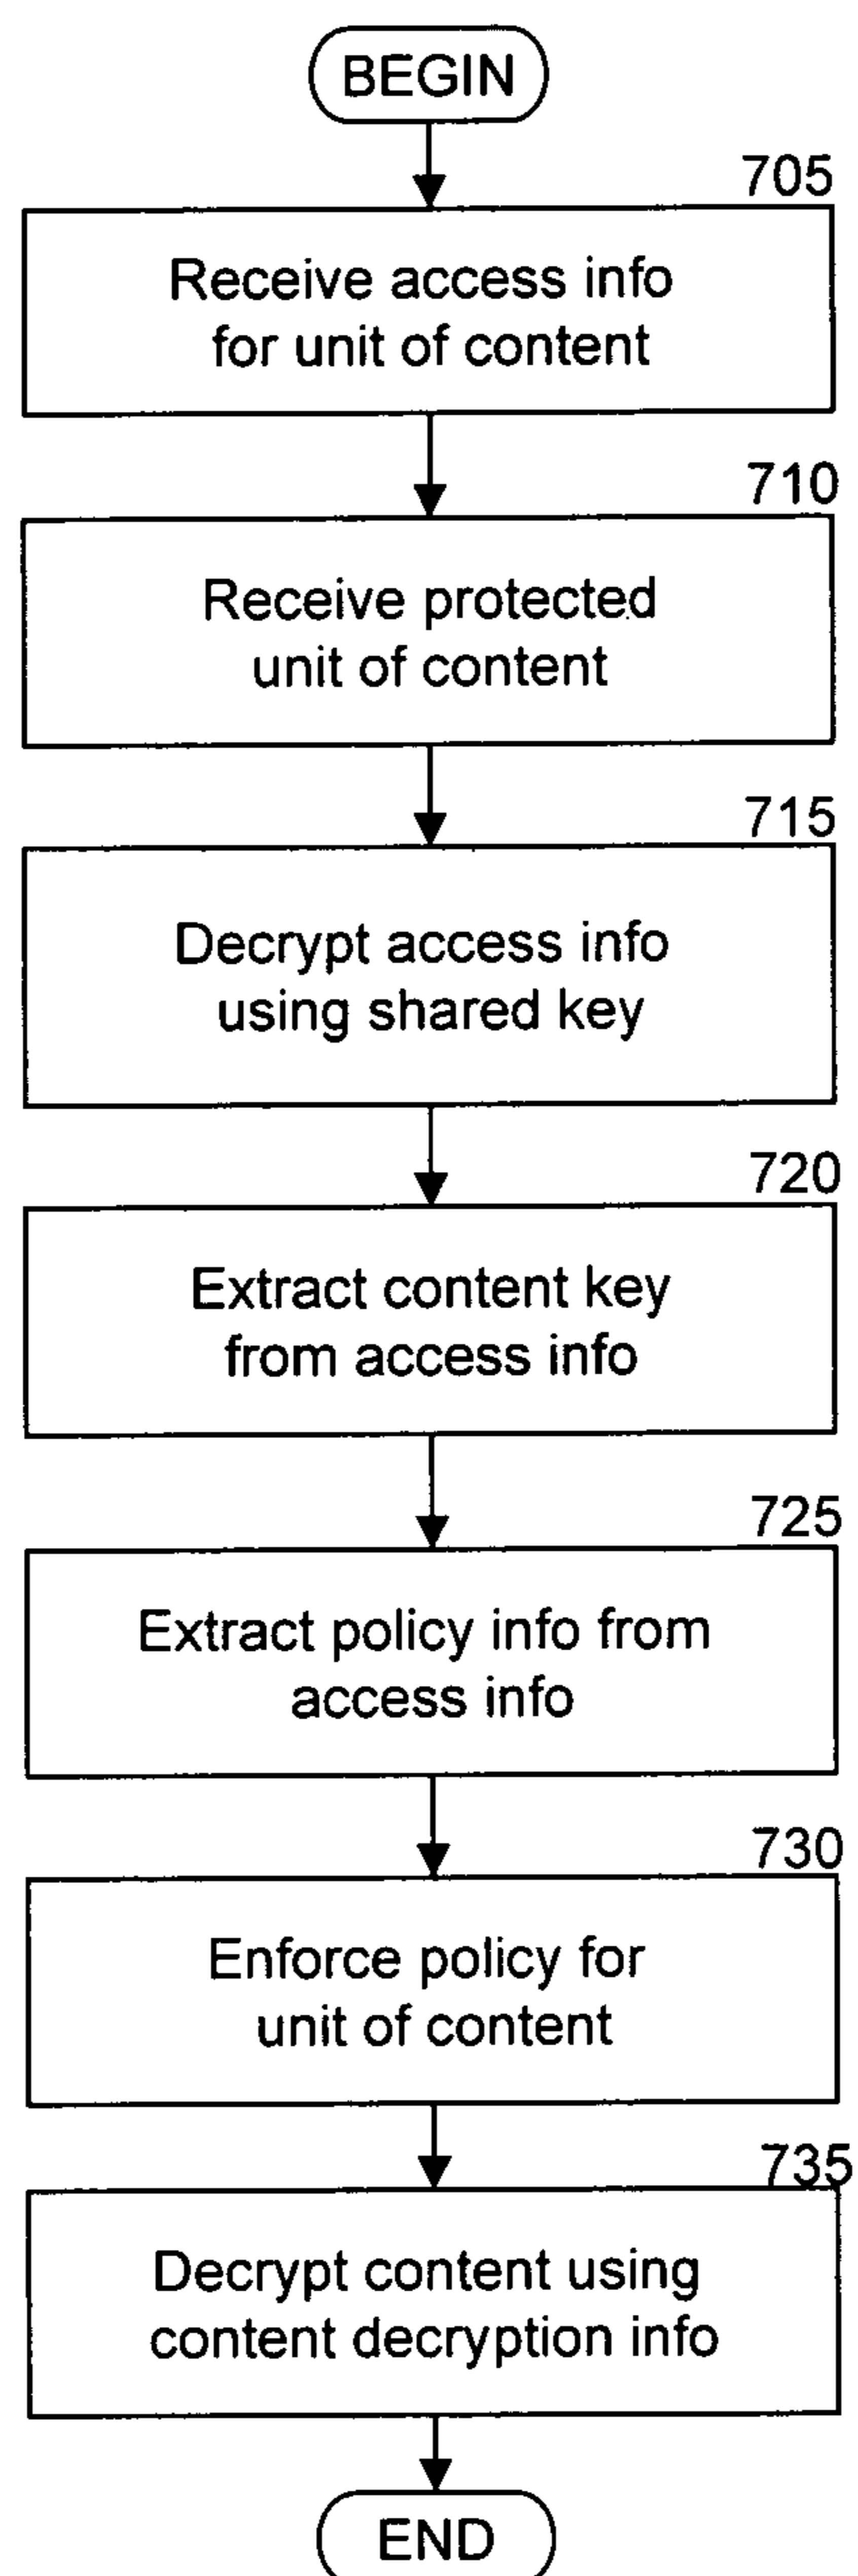 BEGIN
705
Receive access info
for unit of content
710
Receive protected
unit of content
715
Decrypt access info
using shared key
720
Extract content key
from access info
725
Extract policy info from
access info
730
Enforce policy for
unit of content
735
Decrypt content using
content decryption info
END